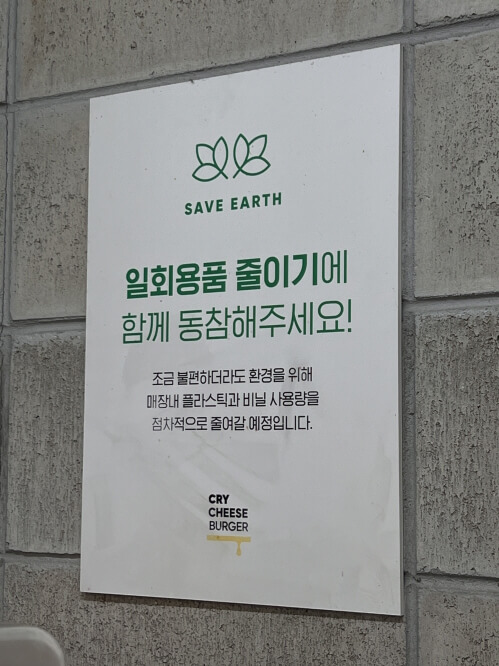 SAVE EARTH
일회용품 줄이기에
함께 동참해주세요!
조금 불편하더라도 환경을 위해
매장내 플라스틱과 비닐 사용량을
점차적으로 줄여갈 예정입니다.
CRY
CHEESE
BURGER